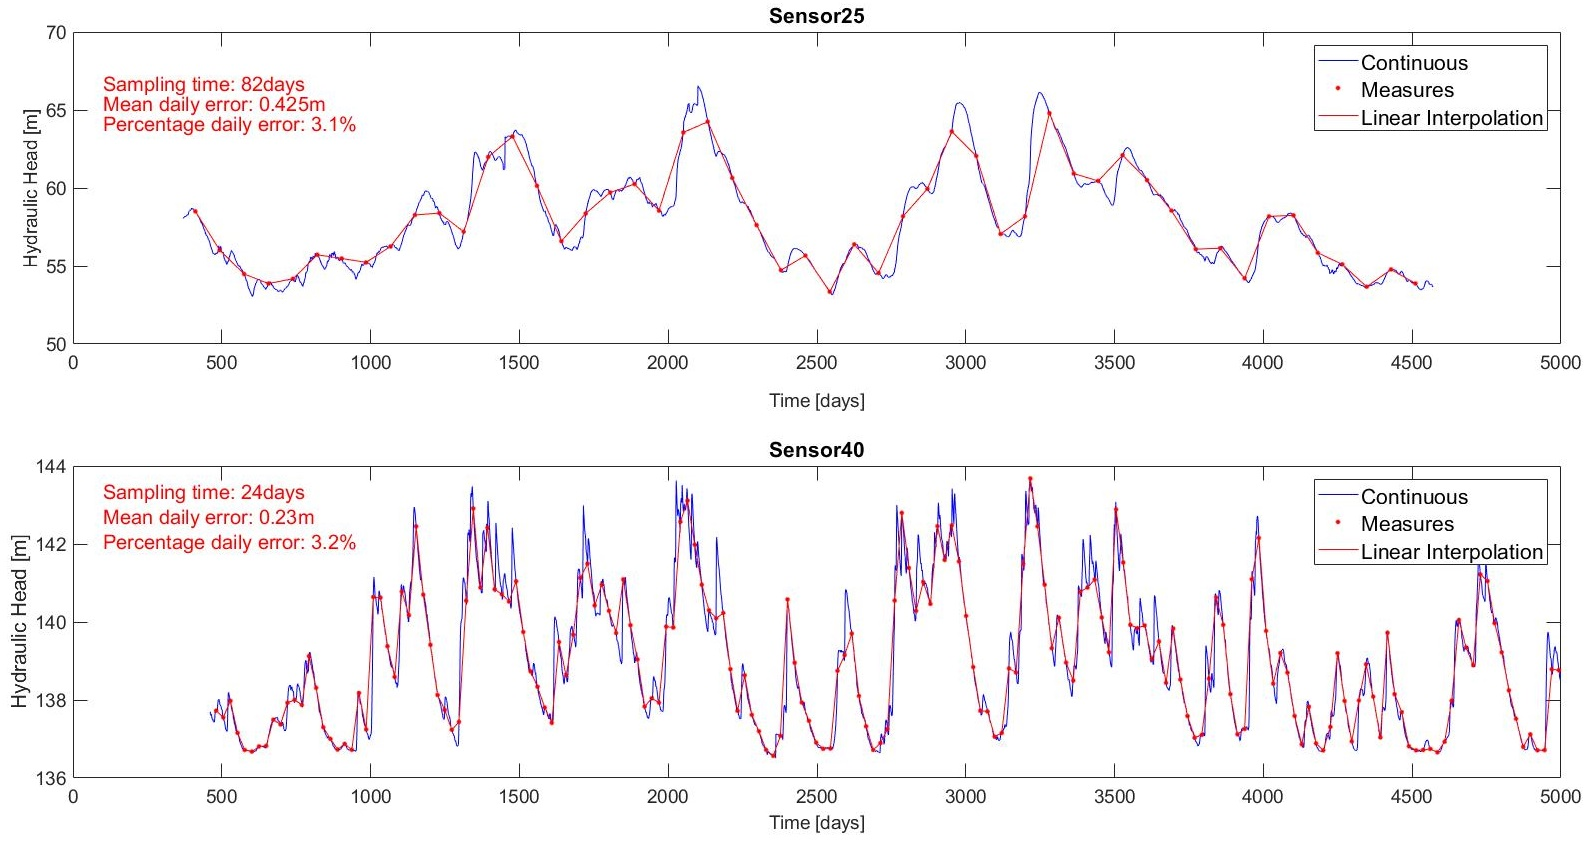 Sensor25
70
65
60
55
50
Hydraulic Head [m]
Sampling time: 82days
Mean daily error: 0.425m
Percentage daily error: 3.1%
Continuous
Measures
Linear Interpolation
0 500 1000 1500 2000 2500 3000 3500 4000 4500 5000
Time [days]
Sensor40
144
142
140
138
136
Hydraulic Head [m]
Sampling time: 24days
Mean daily error: 0.23m
Percentage daily error: 3.2%
Continuous
Measures
Linear Interpolation
0 500 1000 1500 2000 2500 3000 3500 4000 4500 5000
Time [days]